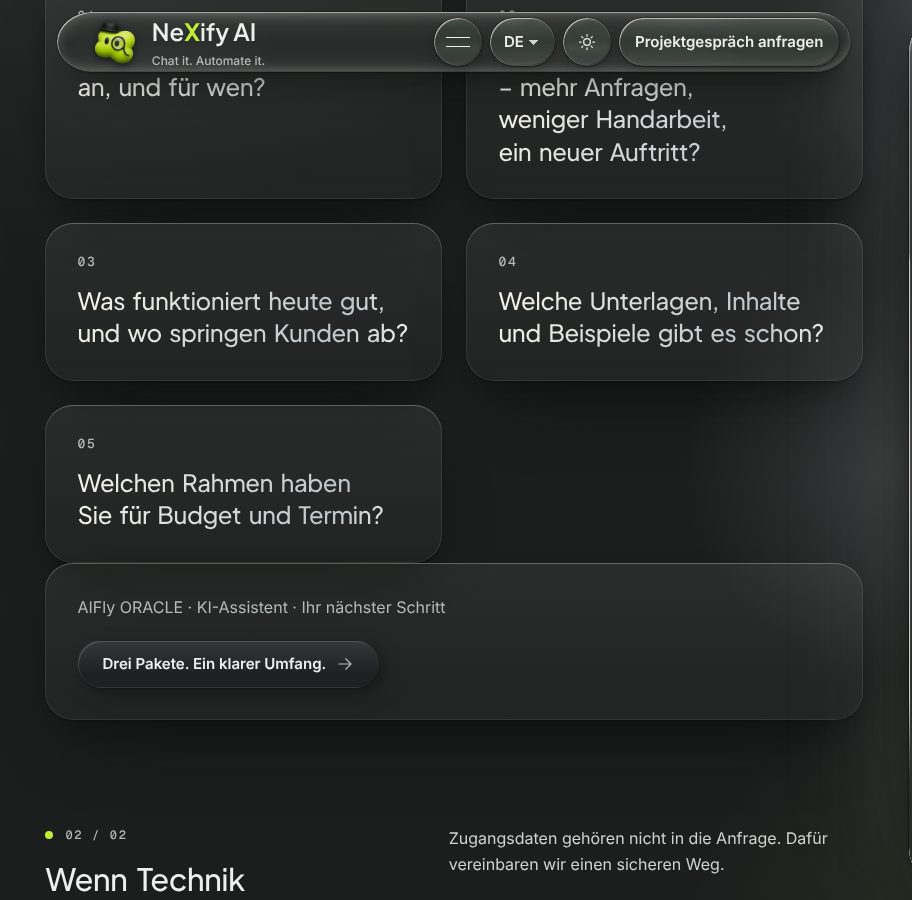 NeXify AI
Chat it. Automate it.
DE
Projektgespräch anfragen
an, und für wen?
– mehr Anfragen,
weniger Handarbeit,
ein neuer Auftritt?
03
Was funktioniert heute gut,
und wo springen Kunden ab?
04
Welche Unterlagen, Inhalte
und Beispiele gibt es schon?
05
Welchen Rahmen haben
Sie für Budget und Termin?
AIFly ORACLE · KI-Assistent · Ihr nächster Schritt
Drei Pakete. Ein klarer Umfang. →
02 / 02
Wenn Technik
Zugangsdaten gehören nicht in die Anfrage. Dafür
vereinbaren wir einen sicheren Weg.